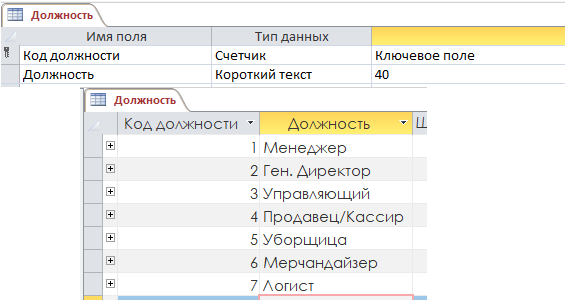 Должность
Имя поля Тип данных
Код должности Счетчик Ключевое поле
Должность Короткий текст 40
Должность
Код должности Должность
1 Менеджер
2 Ген. Директор
3 Управляющий
4 Продавец/Кассир
5 Уборщица
6 Мерчандайзер
7 Логист